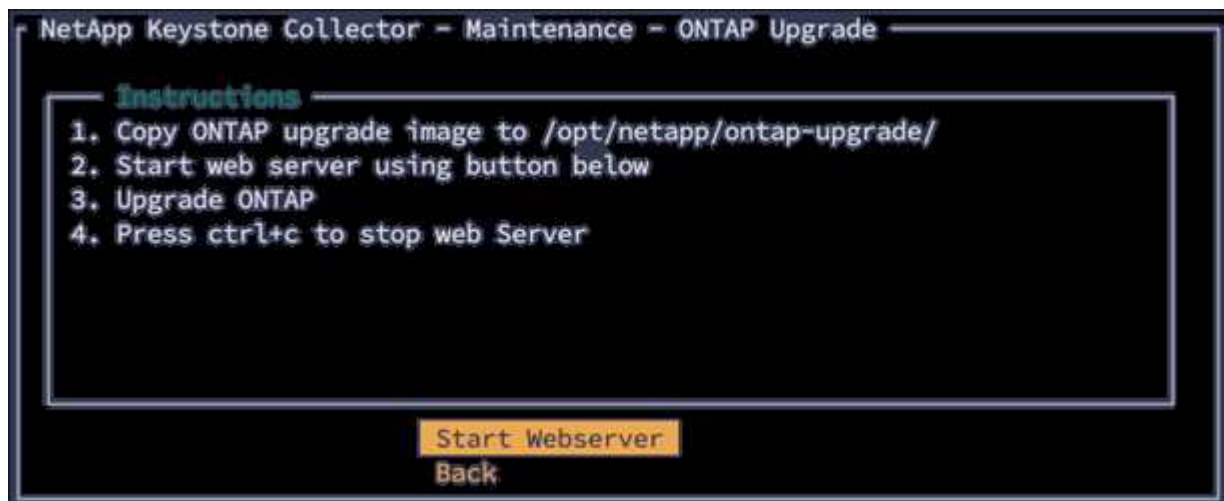 NetApp Keystone Collector - Maintenance - ONTAP Upgrade
Instructions
1. Copy ONTAP upgrade image to /opt/netapp/ontap-upgrade/
2. Start web server using button below
3. Upgrade ONTAP
4. Press ctrl+c to stop web Server
Start Webserver
Back